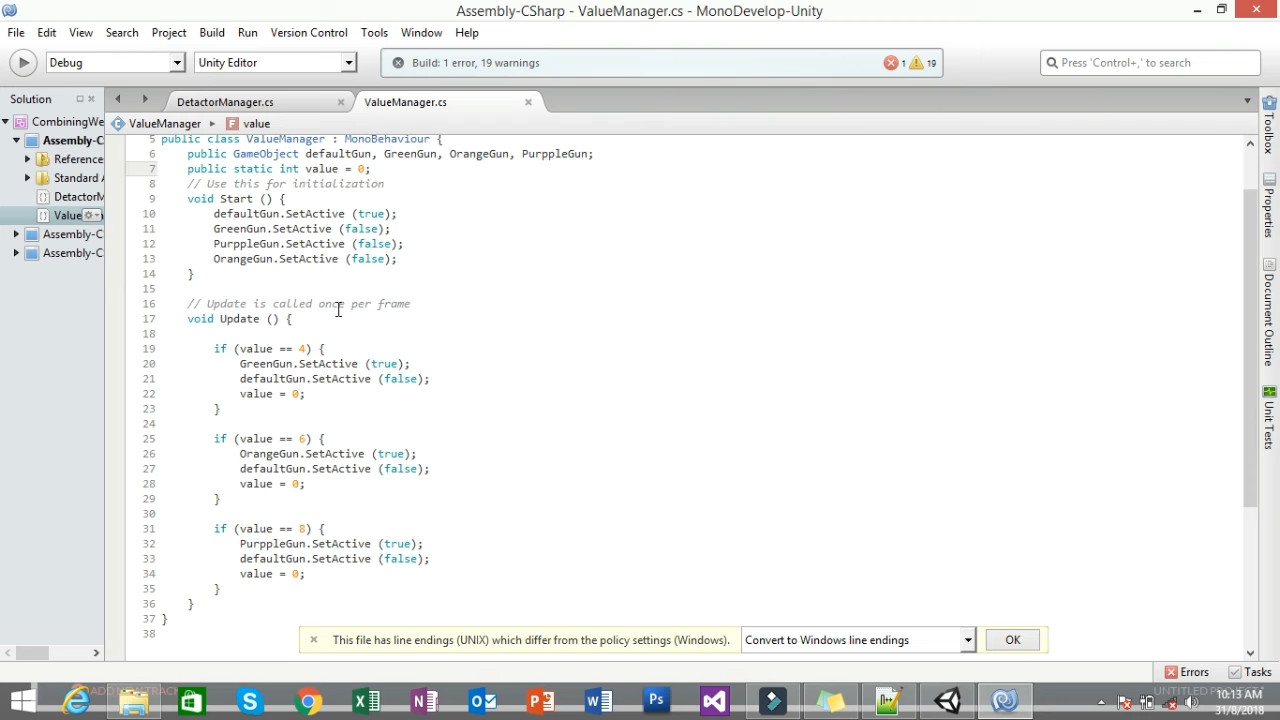 Assembly-CSharp - ValueManager.cs - MonoDevelop-Unity
File Edit View Search Project Build Run Version Control Tools Window Help
Debug Unity Editor Build: 1 error, 19 warnings 1 19 Press 'Control+,' to search
Solution DetactorManager.cs ValueManager.cs
CombiningWe ValueManager value
Assembly-C
Reference
Standard A
DetactorM
Value
Assembly-C
Assembly-C
5 public class ValueManager : MonoBehaviour {
6 public GameObject defaultGun, GreenGun, OrangeGun, PurppleGun;
7 public static int value = 0;
8 // Use this for initialization
9 void Start () {
10 defaultGun.SetActive (true);
11 GreenGun.SetActive (false);
12 PurppleGun.SetActive (false);
13 OrangeGun.SetActive (false);
14 }
15
16 // Update is called once per frame
17 void Update () {
18
19 if (value == 4) {
20 GreenGun.SetActive (true);
21 defaultGun.SetActive (false);
22 value = 0;
23 }
24
25 if (value == 6) {
26 OrangeGun.SetActive (true);
27 defaultGun.SetActive (false);
28 value = 0;
29 }
30
31 if (value == 8) {
32 PurppleGun.SetActive (true);
33 defaultGun.SetActive (false);
34 value = 0;
35 }
36 }
37 }
38
Toolbox
Properties
Document Outline
Unit Tests
This file has line endings (UNIX) which differ from the policy settings (Windows). Convert to Windows line endings OK
Errors Tasks
10:13 AM
31/8/2018